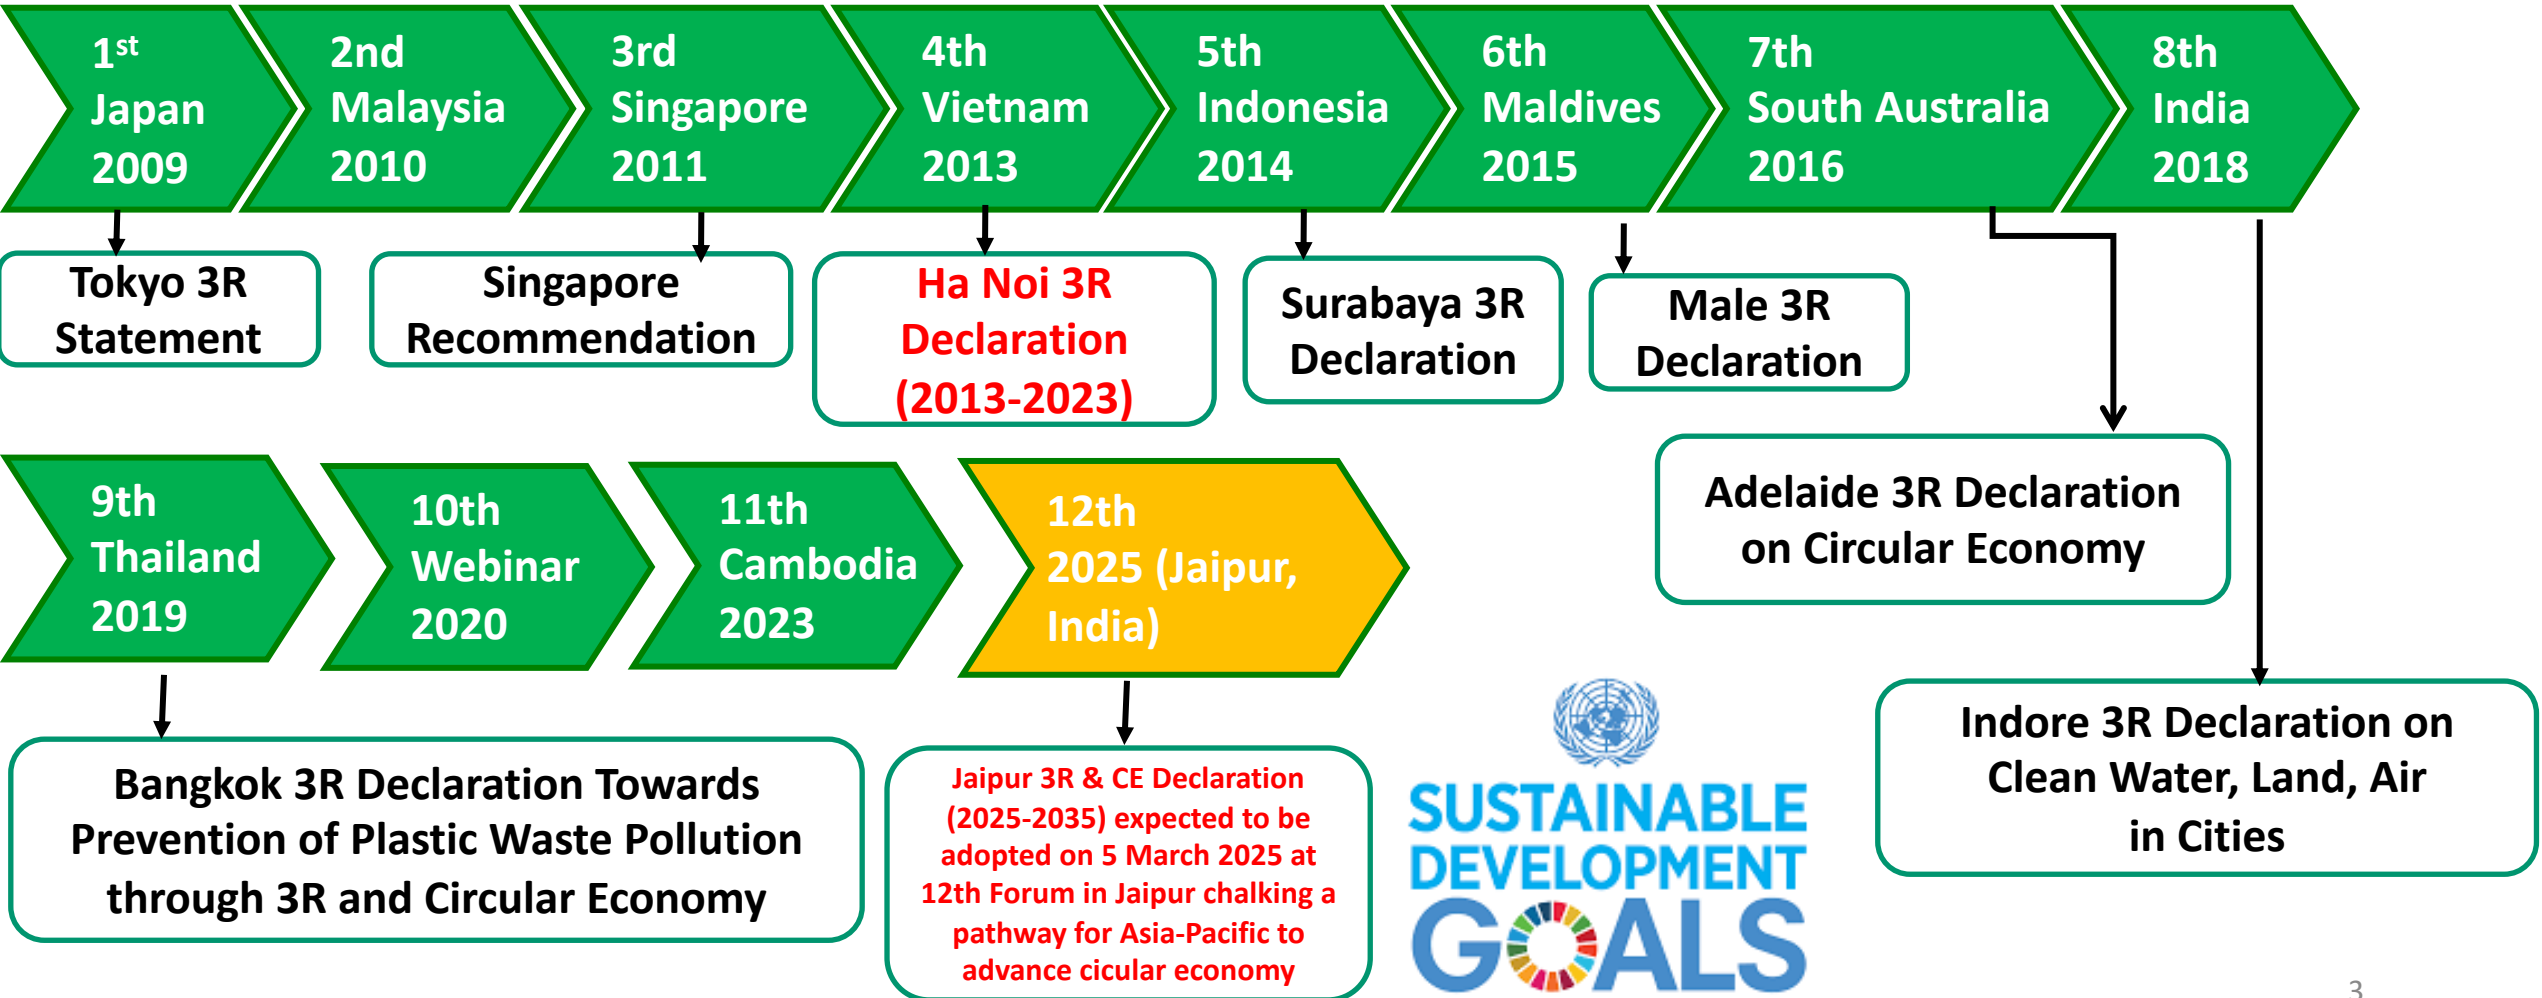 1st
Japan
2009
2nd
Malaysia
2010
3rd
Singapore
2011
4th
Vietnam
2013
5th
Indonesia
2014
6th
Maldives
2015
7th
South Australia
2016
8th
India
2018
Tokyo 3R
Statement
Singapore
Recommendation
Ha Noi 3R
Declaration
(2013-2023)
Surabaya 3R
Declaration
Male 3R
Declaration
Adelaide 3R Declaration
on Circular Economy
9th
Thailand
2019
10th
Webinar
2020
11th
Cambodia
2023
12th
2025 (Jaipur,
India)
Bangkok 3R Declaration Towards
Prevention of Plastic Waste Pollution
through 3R and Circular Economy
Jaipur 3R & CE Declaration
(2025-2035) expected to be
adopted on 5 March 2025 at
12th Forum in Jaipur chalking a
pathway for Asia-Pacific to
advance cicular economy
SUSTAINABLE
DEVELOPMENT
GOALS
Indore 3R Declaration on
Clean Water, Land, Air
in Cities
3